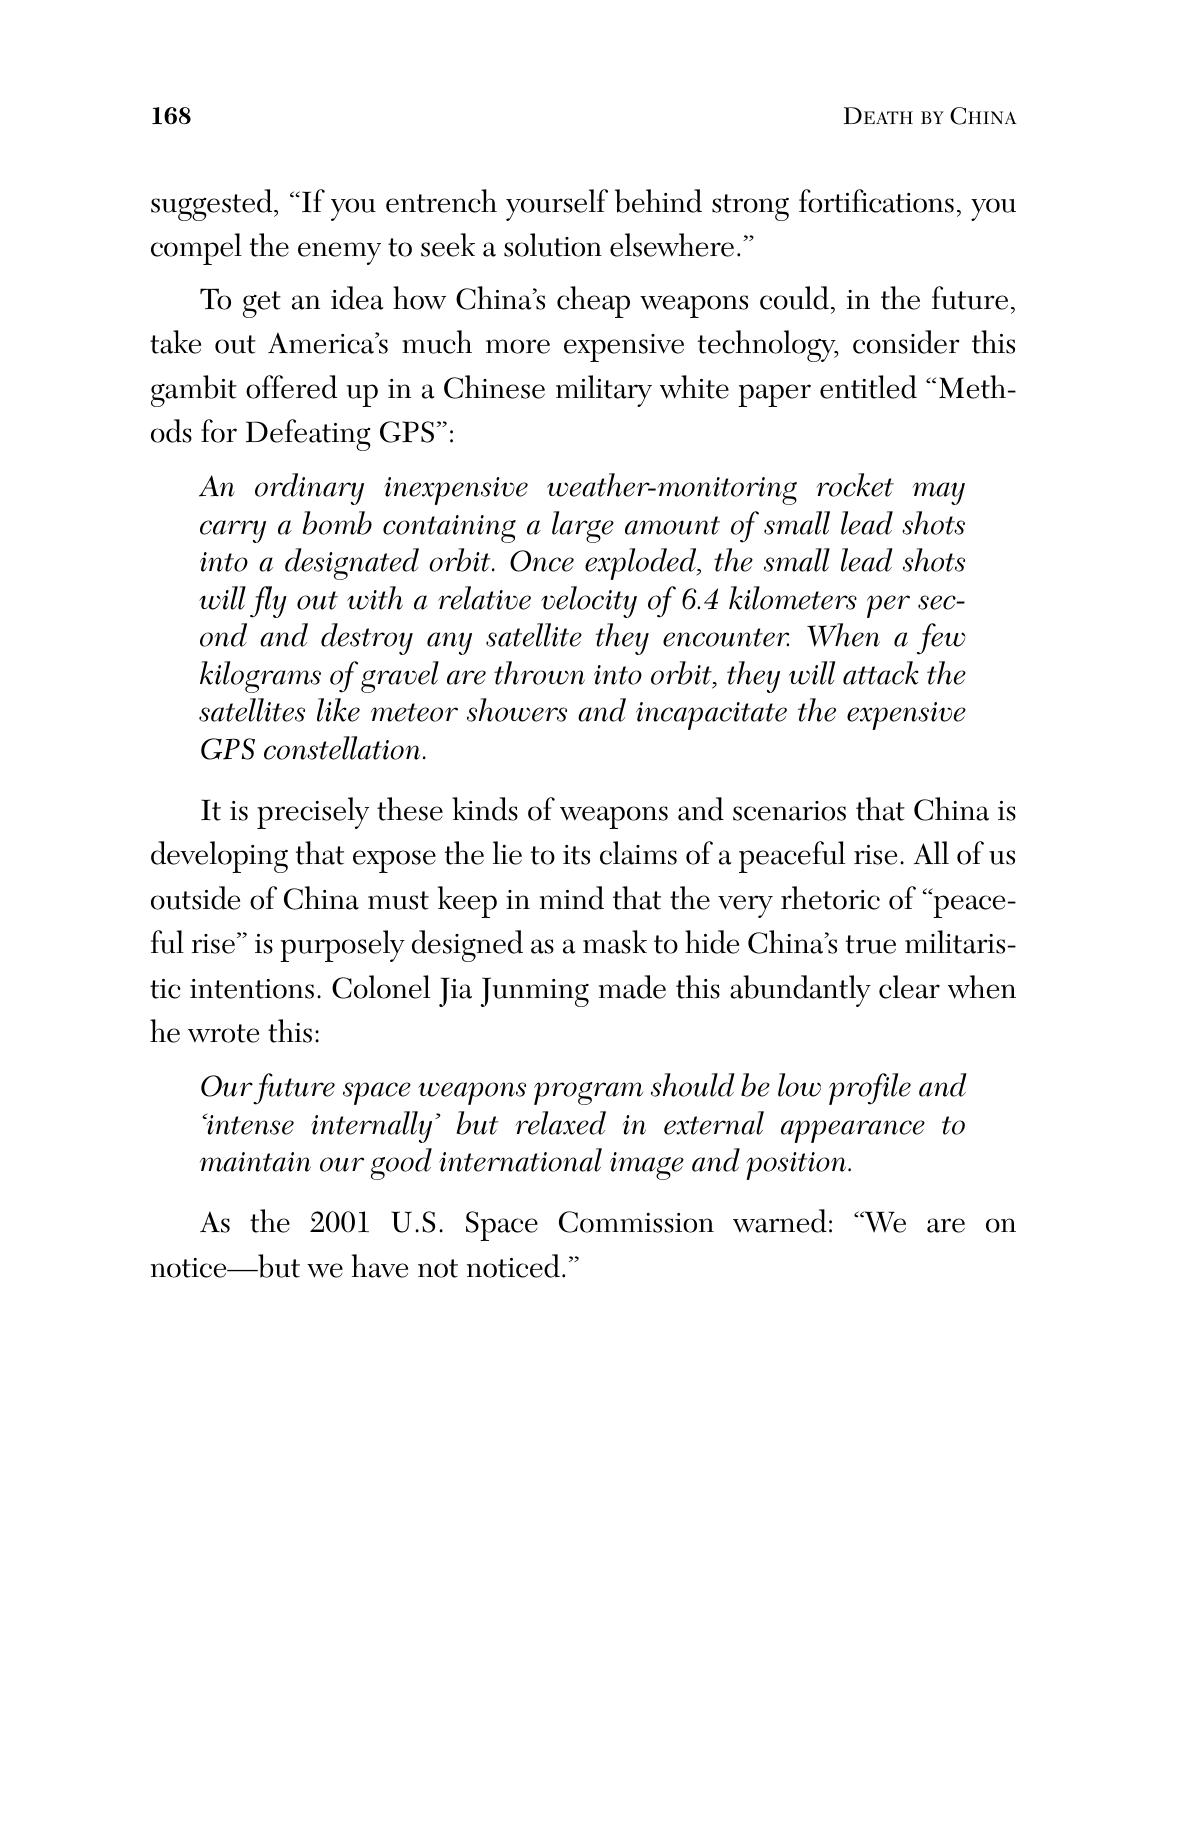 168
DEATH BY CHINA
suggested, “If you entrench yourself behind strong fortifications, you
compel the enemy to seek a solution elsewhere.”
To get an idea how China’s cheap weapons could, in the future,
take out America’s much more expensive technology, consider this
gambit offered up in a Chinese military white paper entitled “Meth-
ods for Defeating GPS”:
An ordinary inexpensive weather-monitoring rocket may
carry a bomb containing a large amount of small lead shots
into a designated orbit. Once exploded, the small lead shots
will fly out with a relative velocity of 6.4 kilometers per sec-
ond and destroy any satellite they encounter. When a few
kilograms of gravel are thrown into orbit, they will attack the
satellites like meteor showers and incapacitate the expensive
GPS constellation.
It is precisely these kinds of weapons and scenarios that China is
developing that expose the lie to its claims of a peaceful rise. All of us
outside of China must keep in mind that the very rhetoric of “peace-
ful rise” is purposely designed as a mask to hide China’s true militaris-
tic intentions. Colonel Jia Junming made this abundantly clear when
he wrote this:
Our future space weapons program should be low profile and
‘intense internally’ but relaxed in external appearance to
maintain our good international image and position.
As the 2001 U.S. Space Commission warned: “We are on
notice—but we have not noticed.”